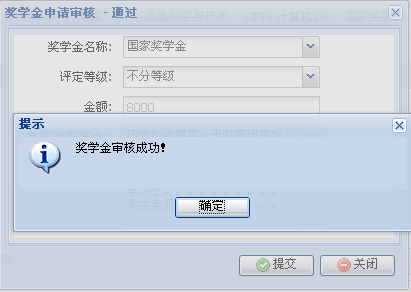 奖学金申请审核 - 通过
奖学金名称: 国家奖学金
评定等级: 不分等级
金额: 8000
提示
奖学金审核成功!
确定
提交 关闭